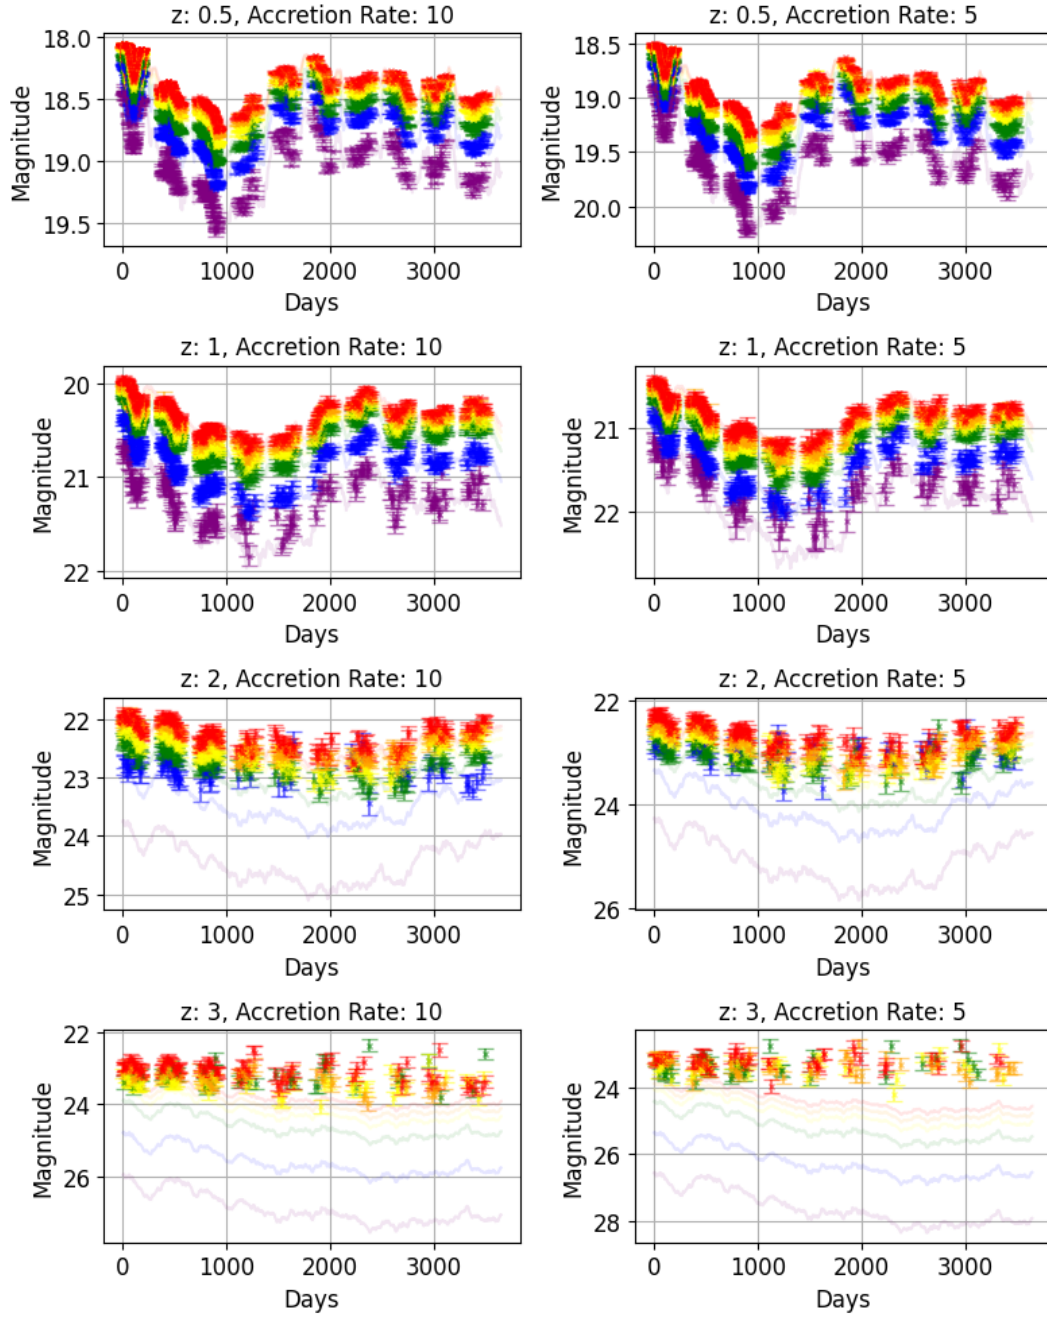 z: 0.5, Accretion Rate: 10
Magnitude
18.0
18.5
19.0
19.5
0 1000 2000 3000
Days
z: 0.5, Accretion Rate: 5
Magnitude
18.5
19.0
19.5
20.0
0 1000 2000 3000
Days
z: 1, Accretion Rate: 10
Magnitude
20
21
22
0 1000 2000 3000
Days
z: 1, Accretion Rate: 5
Magnitude
21
22
0 1000 2000 3000
Days
z: 2, Accretion Rate: 10
Magnitude
22
23
24
25
0 1000 2000 3000
Days
z: 2, Accretion Rate: 5
Magnitude
22
24
26
0 1000 2000 3000
Days
z: 3, Accretion Rate: 10
Magnitude
22
24
26
0 1000 2000 3000
Days
z: 3, Accretion Rate: 5
Magnitude
24
26
28
0 1000 2000 3000
Days